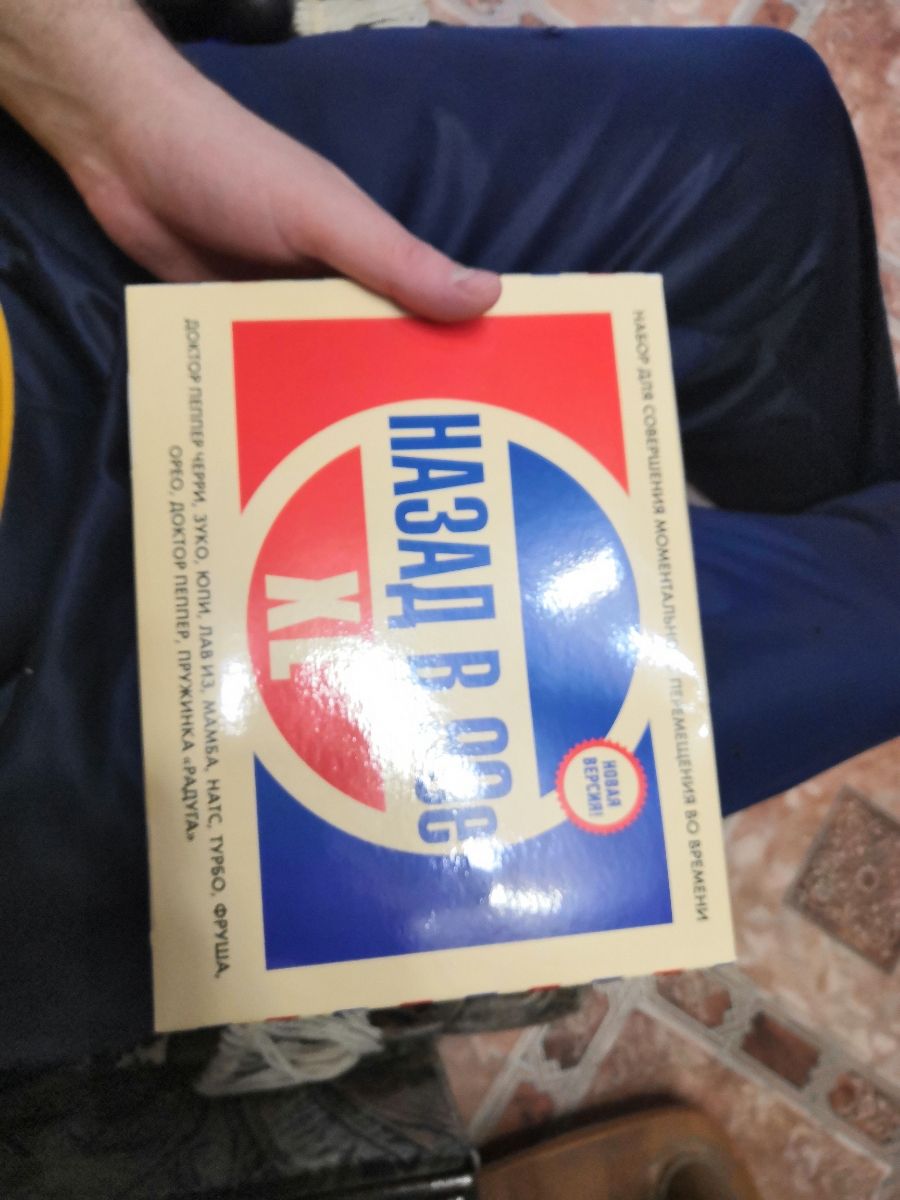 НАБОР ДЛЯ СОВЕРШЕНИЯ МОМЕНТАЛЬНОГО ПЕРЕМЕЩЕНИЯ ВО ВРЕМЕНИ
НОВАЯ
ВЕРСИЯ!
НАЗАД В 90Е
XL
ДОКТОР ПЕППЕР ЧЕРРИ, ЗУКО, ЮПИ, ЛАВ ИЗ, МАМБА, НАТС, ТУРБО, ФРУША,
ОРЕО, ДОКТОР ПЕППЕР, ПРУЖИНКА «РАДУГА»